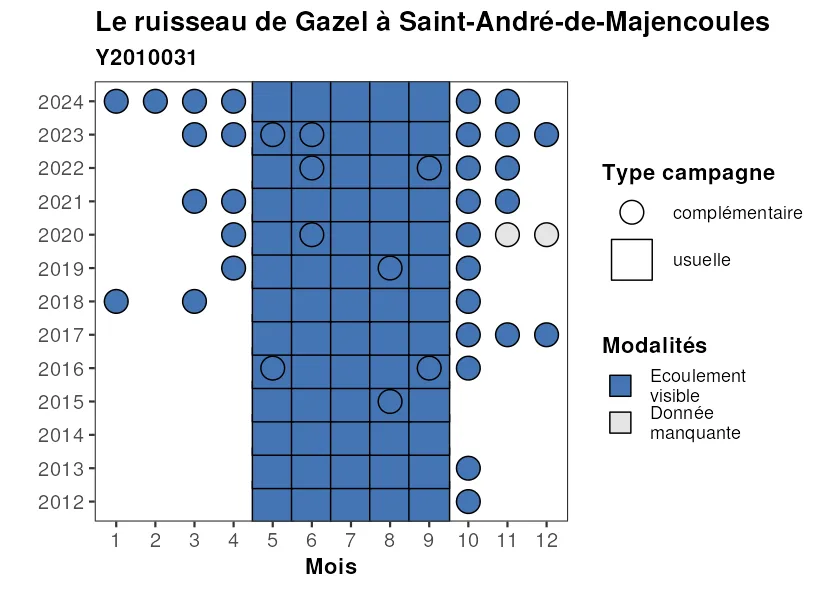 Le ruisseau de Gazel à Saint-André-de-Majencoules
Y2010031
2024
2023
2022
2021
2020
2019
2018
2017
2016
2015
2014
2013
2012
1 2 3 4 5 6 7 8 9 10 11 12
Mois
Type campagne
complémentaire
usuelle
Modalités
Ecoulement
visible
Donnée
manquante